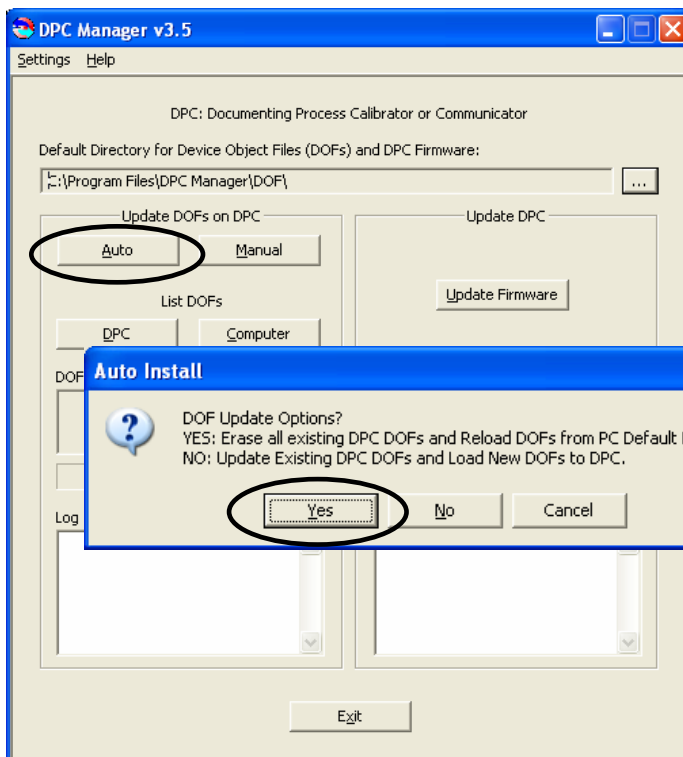 DPC Manager v3.5
Settings Help
DPC: Documenting Process Calibrator or Communicator
Default Directory for Device Object Files (DOFs) and DPC Firmware:
:\Program Files\DPC Manager\DOF\ ...
Update DOFs on DPC
Update DPC
Auto Manual
Update Firmware
List DOFs
DPC Computer
DOF
Auto Install
DOF Update Options?
YES: Erase all existing DPC DOFs and Reload DOFs from PC Default
NO: Update Existing DPC DOFs and Load New DOFs to DPC.
Yes No Cancel
Log
Exit